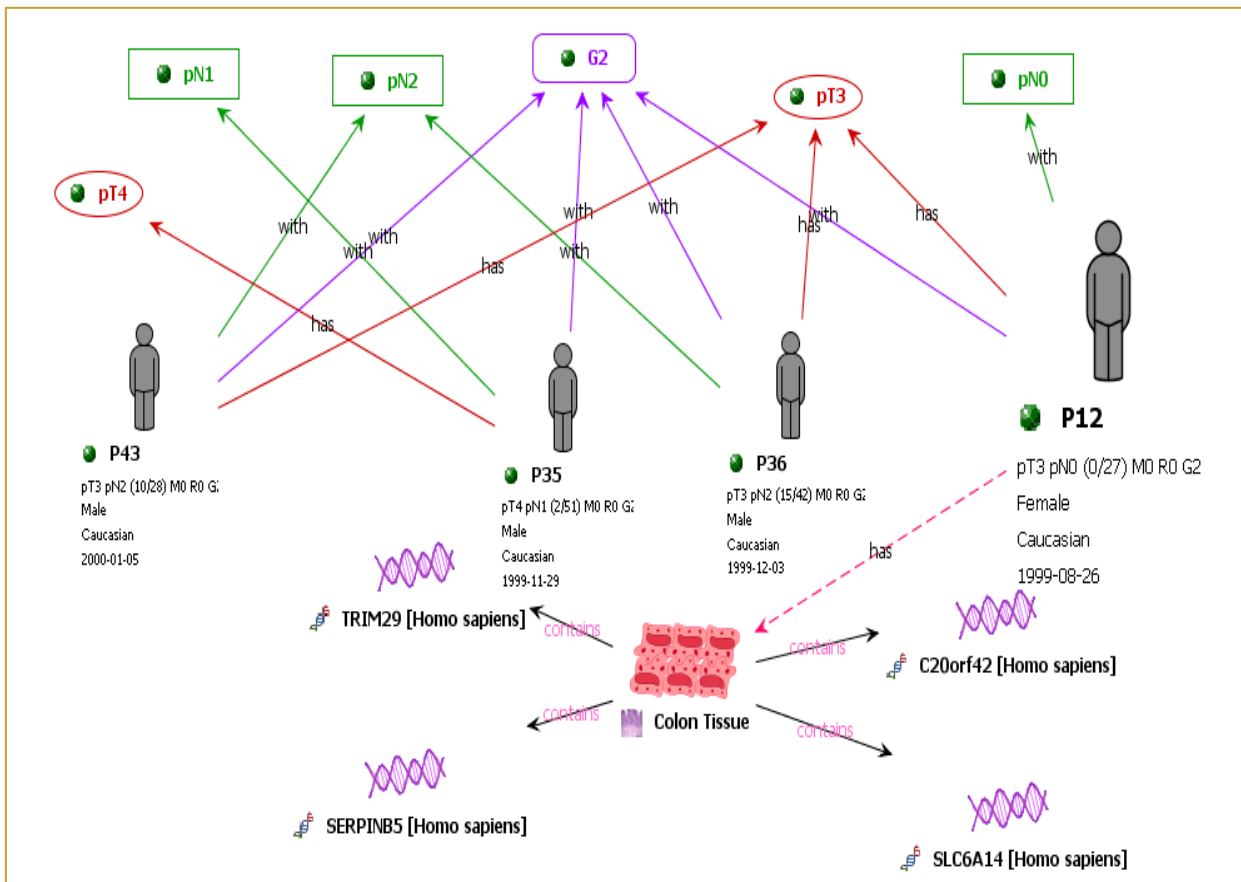 pN1
pN2
G2
pT3
pN0
pT4
with
with
with
with
with
with
with
with
has
has
has
has
P43
pT3 pN2 (10/28) M0 R0 G2
Male
Caucasian
2000-01-05
P35
pT4 pN1 (2/51) M0 R0 G2
Male
Caucasian
1999-11-29
P36
pT3 pN2 (15/42) M0 R0 G2
Male
Caucasian
1999-12-03
P12
pT3 pN0 (0/27) M0 R0 G2
Female
Caucasian
1999-08-26
has
TRIM29 [Homo sapiens]
contains
contains
C20orf42 [Homo sapiens]
contains
Colon Tissue
contains
SERPINB5 [Homo sapiens]
SLC6A14 [Homo sapiens]